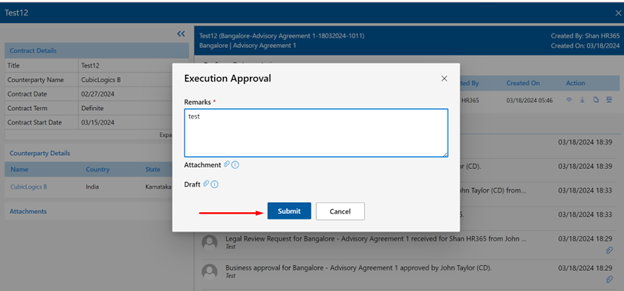 Test12
Contract Details
Title Test12
Counterparty Name CubicLogics B
Contract Date 02/27/2024
Contract Term Definite
Contract Start Date 03/15/2024
Expa
Counterparty Details
Name Country State
CubicLogics B India Karnataka
Attachments
Test12 (Bangalore-Advisory Agreement 1-18032024-1011)
Bangalore | Advisory Agreement 1
Created By: Shan HR365
Created On: 03/18/2024
ed By Created On Action
HR365 03/18/2024 05:46
Execution Approval
Remarks *
test
Attachment
Draft
Submit Cancel
03/18/2024 18:39
r (CD). 03/18/2024 18:39
hn Taylor (CD) from... 03/18/2024 18:33
03/18/2024 18:33
Legal Review Request for Bangalore - Advisory Agreement 1 received for Shan HR365 from John ... 03/18/2024 18:29
Test
Business approval for Bangalore - Advisory Agreement 1 approved by John Taylor (CD). 03/18/2024 18:29
Test